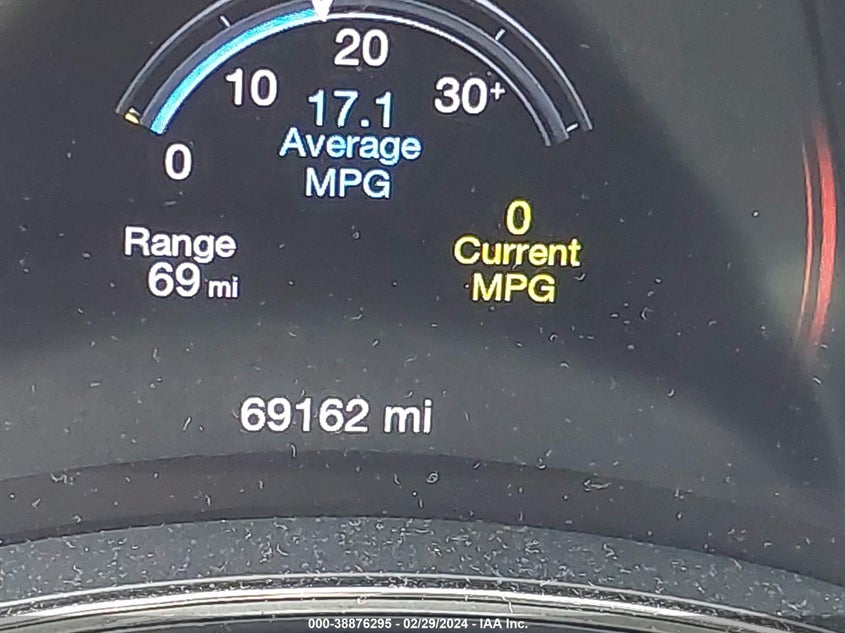 20
10
30+
17.1
Average
MPG
0
0
Range
Current
69 mi
MPG
69162 mi
000-38876295 - 02/29/2024 - IAA Inc.